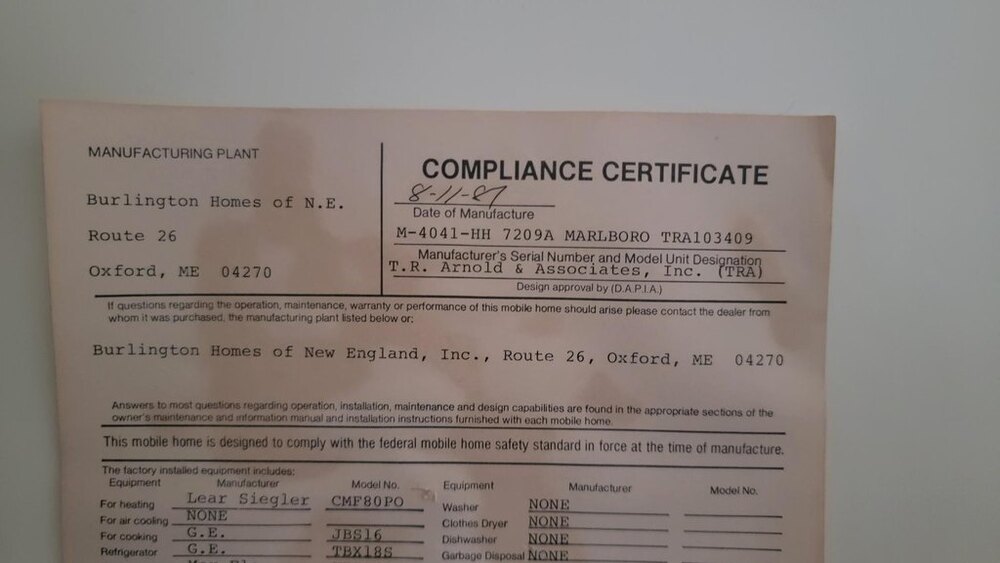 MANUFACTURING PLANT
Burlington Homes of N.E.
Route 26
Oxford, ME 04270
COMPLIANCE CERTIFICATE
8-11-87
Date of Manufacture
M-4041-HH 7209A MARLBORO TRA103409
Manufacturer's Serial Number and Model Unit Designation
T.R. Arnold & Associates, Inc. (TRA)
Design approval by (D.A.P.I.A.)
If questions regarding the operation, maintenance, warranty or performance of this mobile home should arise please contact the dealer from
whom it was purchased, the manufacturing plant listed below or:
Burlington Homes of New England, Inc., Route 26, Oxford, ME 04270
Answers to most questions regarding operation, installation, maintenance and design capabilities are found in the appropriate sections of the
owner's maintenance and information manual and installation instructions furnished with each mobile home.
This mobile home is designed to comply with the federal mobile home safety standard in force at the time of manufacture.
The factory installed equipment includes:
Equipment Manufacturer Model No. Equipment Manufacturer Model No.
For heating Lear Siegler CMF80PO Washer NONE
For air cooling NONE Clothes Dryer NONE
For cooking G.E. JBS16 Dishwasher NONE
Refrigerator G.E. TBX18S Garbage Disposal NONE